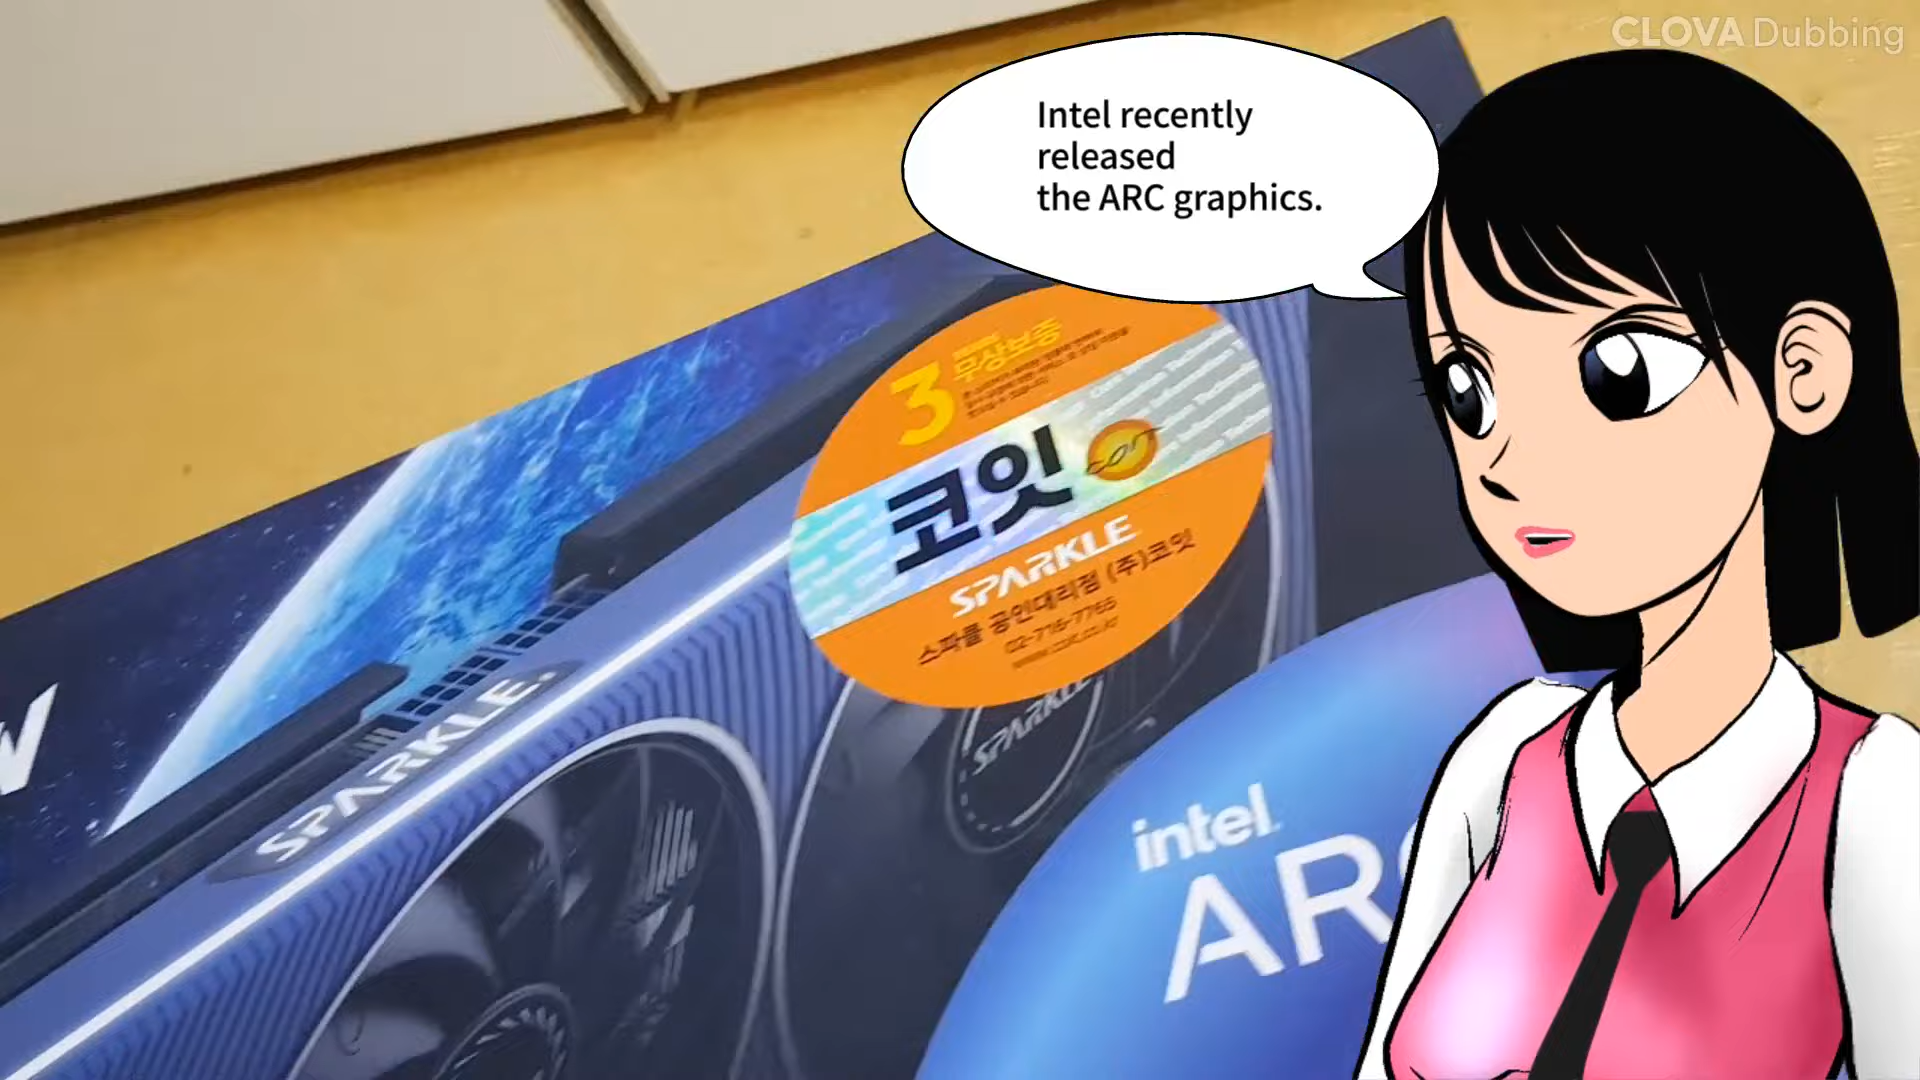 CLOVA Dubbing
Intel recently
released
the ARC graphics.
3
무상보증
코잇
COIT
SPARKLE
스파클 공인대리점 (주)코잇
02-716-7765
www.coit.co.kr
SPARKLE
SPARKLE
intel
ARC